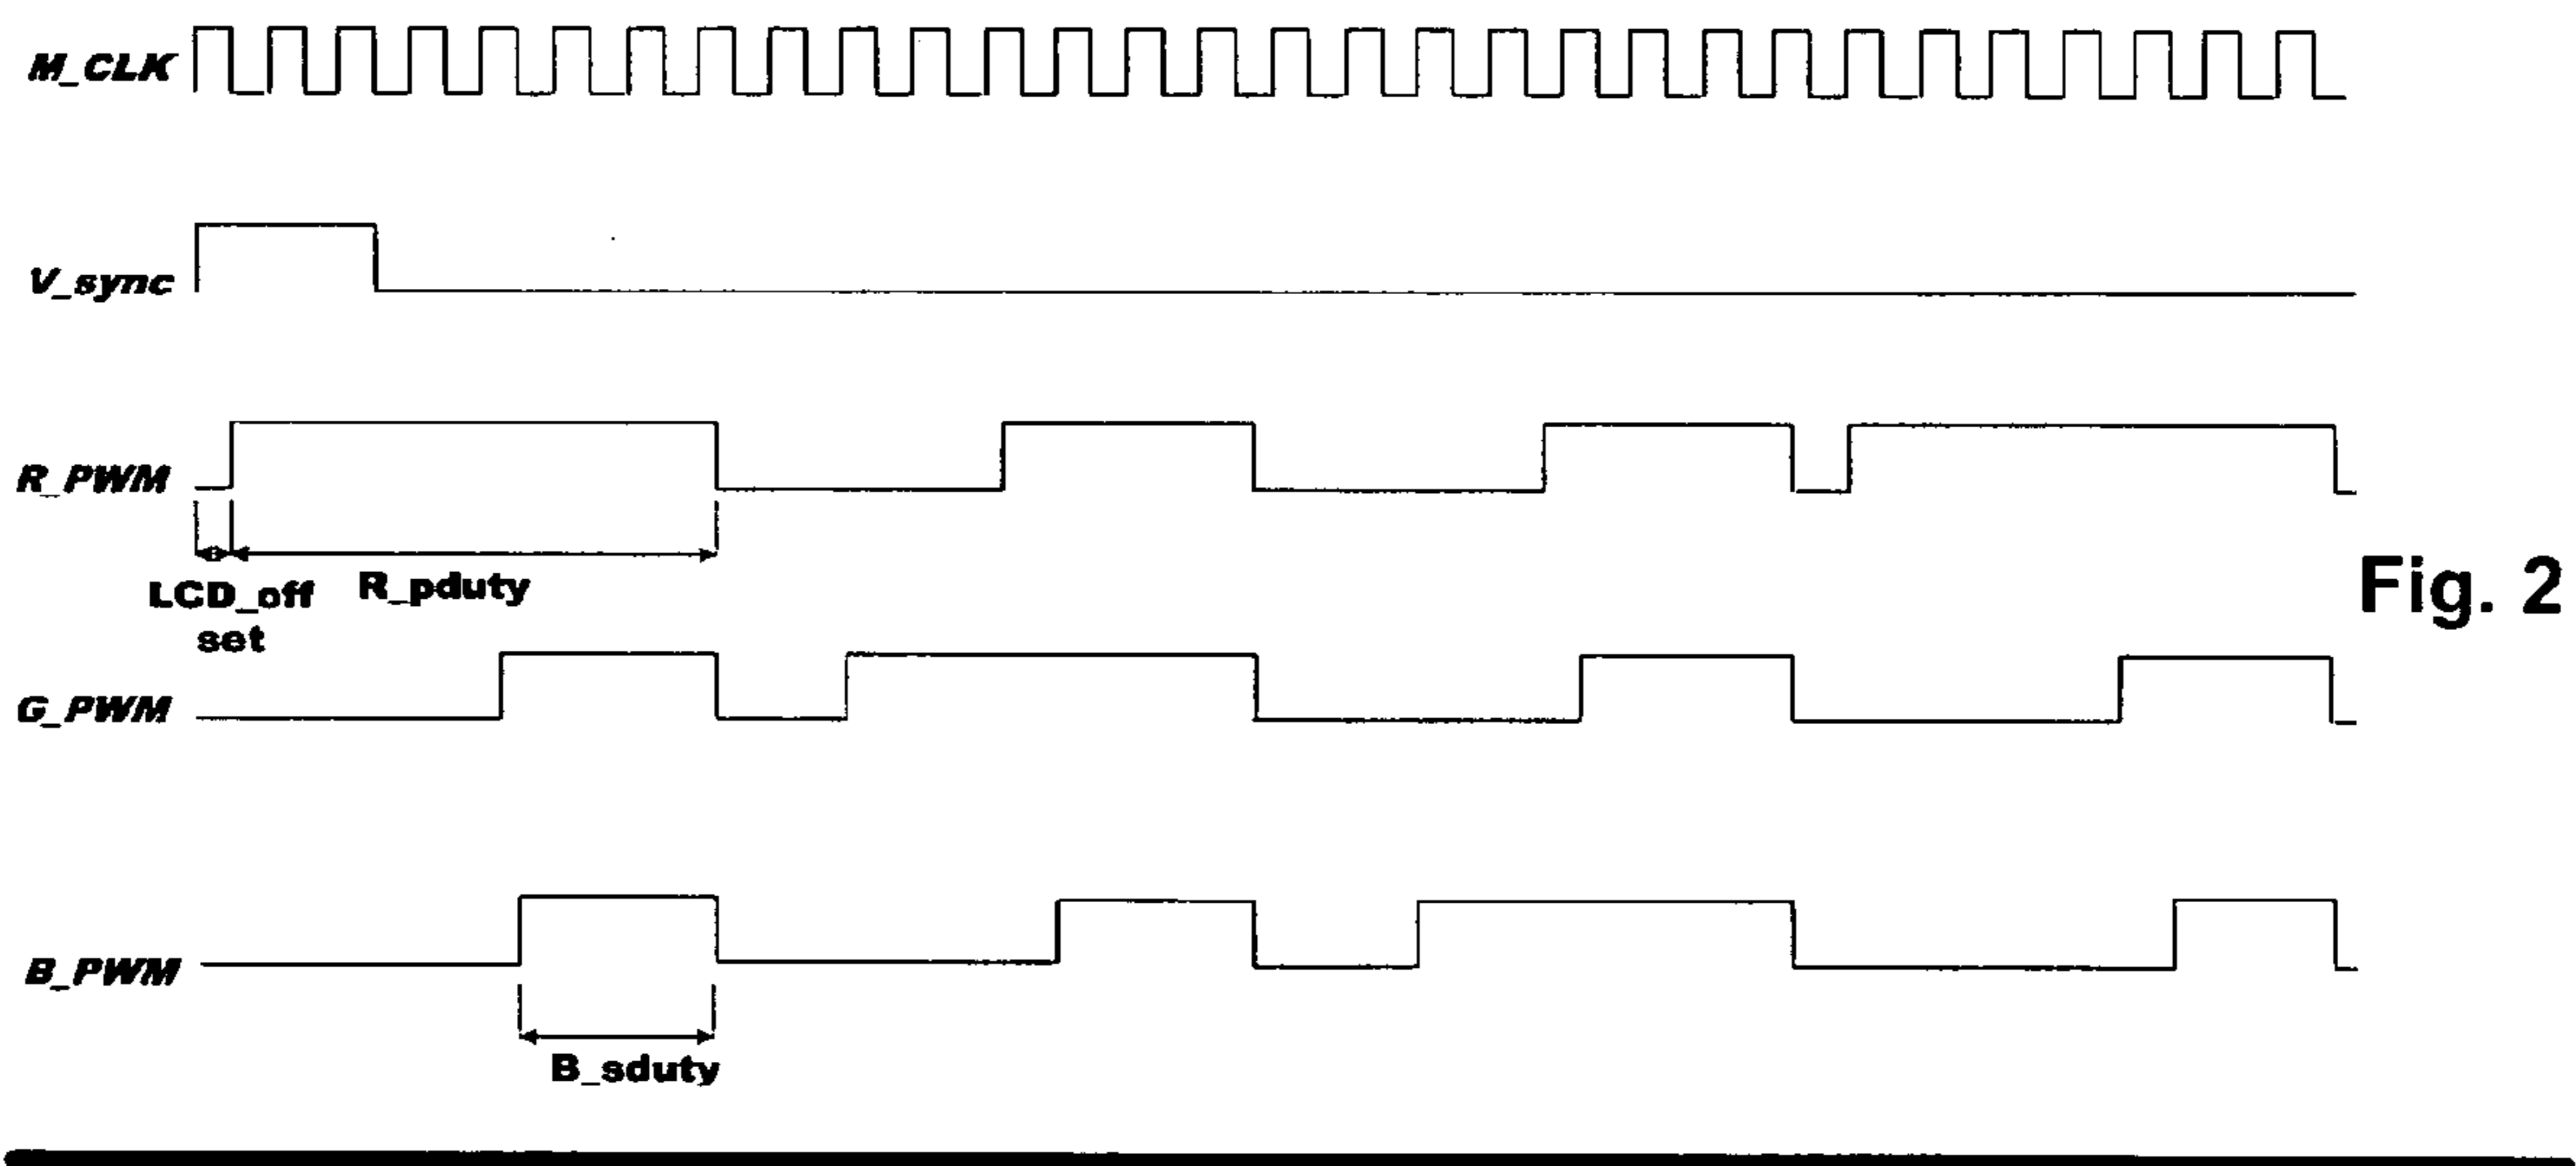 M_CLK
V_sync
R_PWM
LCD_off
set
R_pduty
Fig. 2
G_PWM
B_PWM
B_sduty